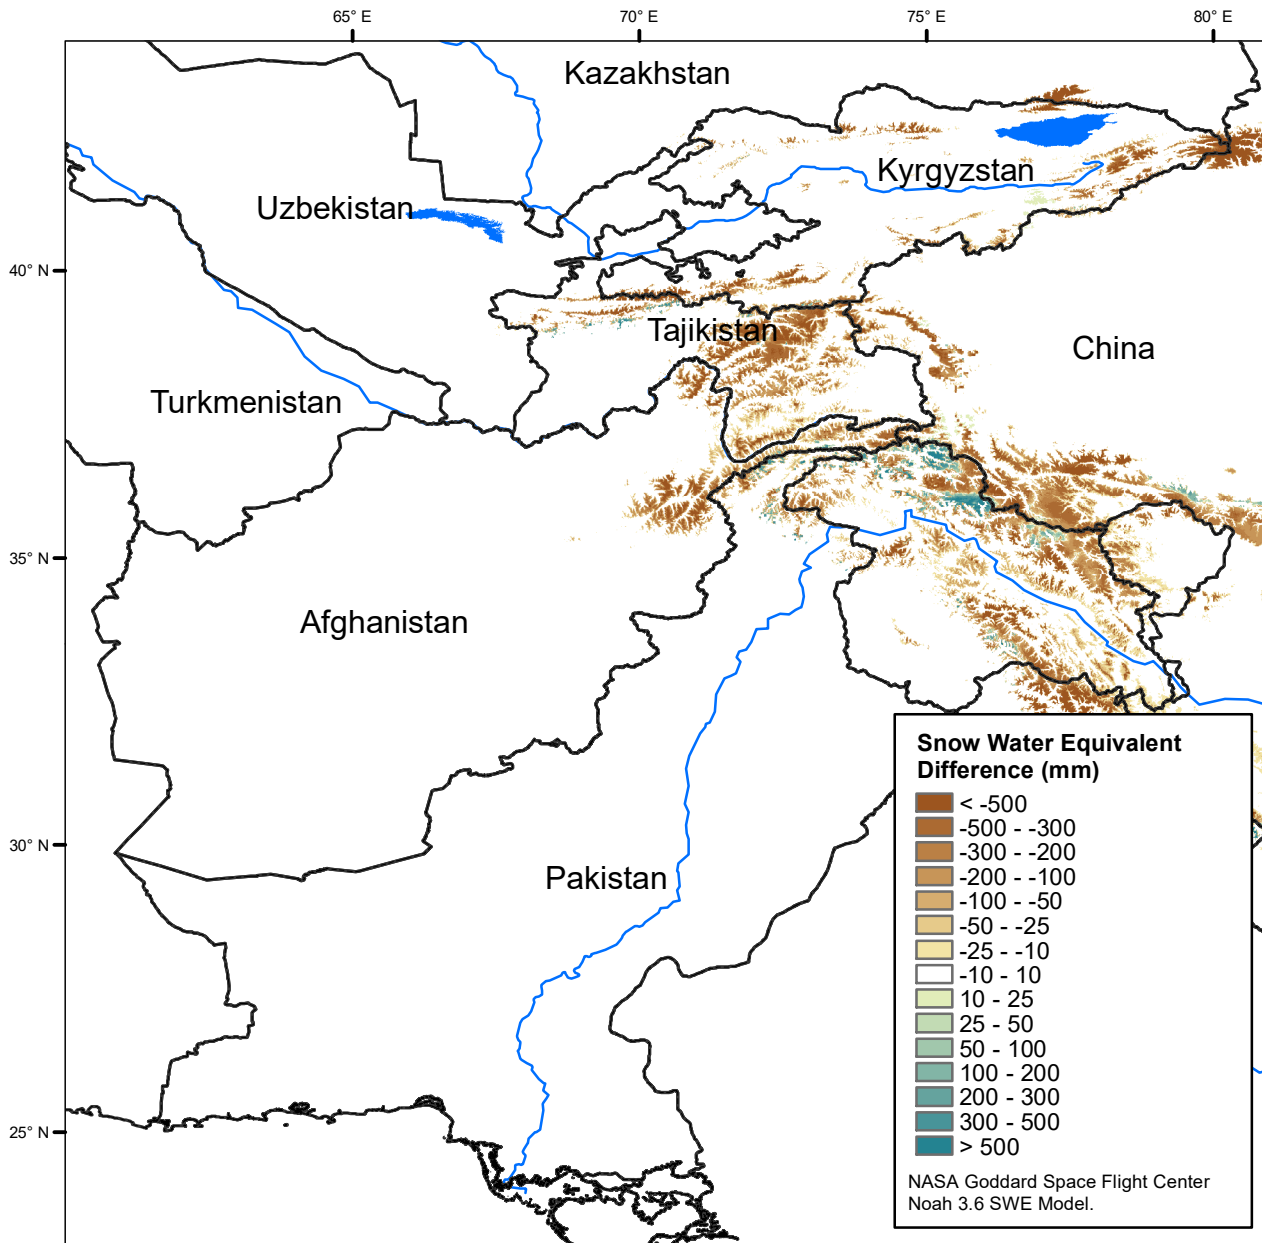 65° E
70° E
75° E
80° E
Kazakhstan
Kyrgyzstan
Uzbekistan
40° N
Tajikistan
China
Turkmenistan
35° N
Afghanistan
Snow Water Equivalent
Difference (mm)
< -500
-500 - -300
30° N
-300 - -200
Pakistan
-200 - -100
-100 - -50
-50 - -25
-25 - -10
-10 - 10
10 - 25
25 - 50
50 - 100
100 - 200
200 - 300
300 - 500
25° N
> 500
NASA Goddard Space Flight Center
Noah 3.6 SWE Model.